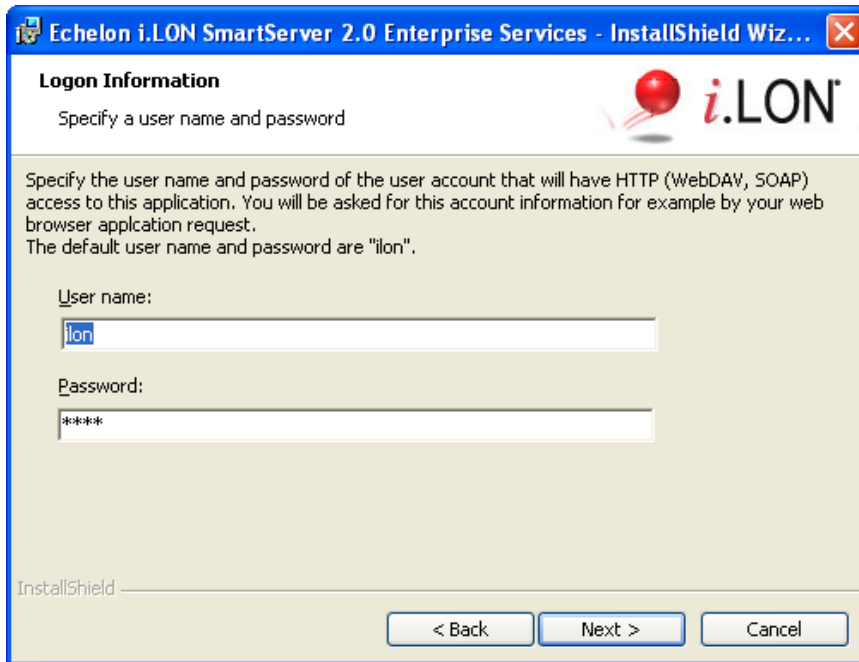 Echelon i.LON SmartServer 2.0 Enterprise Services - InstallShield Wiz...
Logon Information
Specify a user name and password
i.LON
Specify the user name and password of the user account that will have HTTP (WebDAV, SOAP)
access to this application. You will be asked for this account information for example by your web
browser applcation request.
The default user name and password are "ilon".
User name:
ilon
Password:
****
InstallShield
< Back
Next >
Cancel